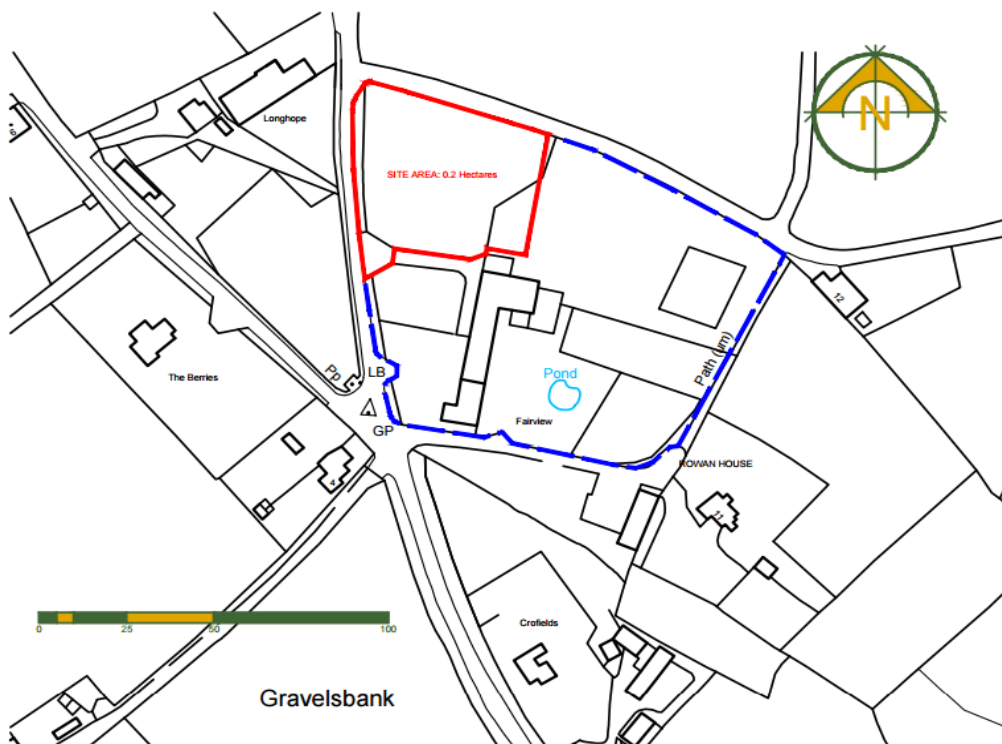 N
Longhope
6
SITE AREA: 0.2 Hectares
12
The Berries
Pp
LB
Path (um)
Pond
Fairview
GP
ROWAN HOUSE
4
11
0 25 50 100
Crofields
Gravelsbank